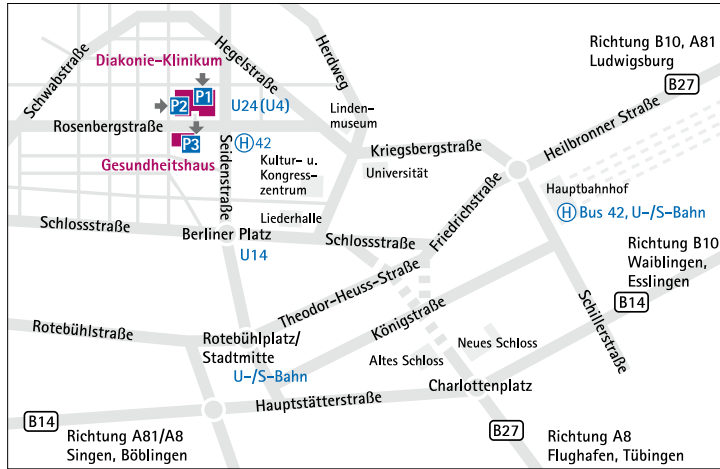 Schwabstraße
Diakonie-Klinikum
Hegelstraße
Herdweg
Richtung B10, A81
Ludwigsburg
B27
P1
P2
U24 (U4)
Linden-
museum
Rosenbergstraße
P3
H 42
Gesundheitshaus
Seidenstraße
Kultur- u.
Kongress-
zentrum
Kriegsbergstraße
Universität
Heilbronner Straße
Hauptbahnhof
H Bus 42, U-/S-Bahn
Liederhalle
Schlossstraße
Berliner Platz
U14
Schlossstraße
Friedrichstraße
Richtung B10
Waiblingen,
Esslingen
B14
Theodor-Heuss-Straße
Königstraße
Schillerstraße
Rotebühlstraße
Rotebühlplatz/
Stadtmitte
U-/S-Bahn
Altes Schloss
Neues Schloss
Charlottenplatz
Hauptstätterstraße
B14
Richtung A81/A8
Singen, Böblingen
B27
Richtung A8
Flughafen, Tübingen